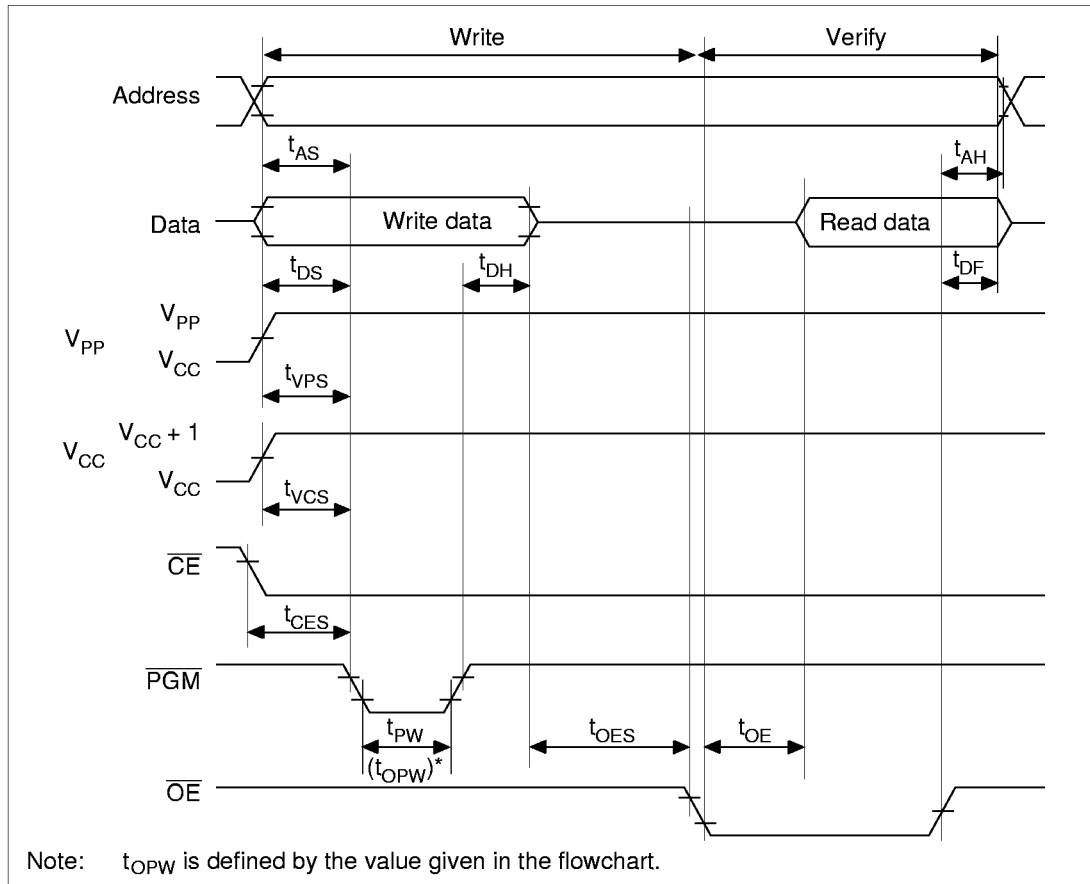 Write Verify
Address
tAS tAH
Data Write data Read data
tDS tDH tDF
VPP
VPP
VCC
tVPS
VCC + 1
VCC
VCC
tVCS
CE
tCES
PGM
tPW tOES tOE
(tOPW)*
OE
Note: tOPW is defined by the value given in the flowchart.